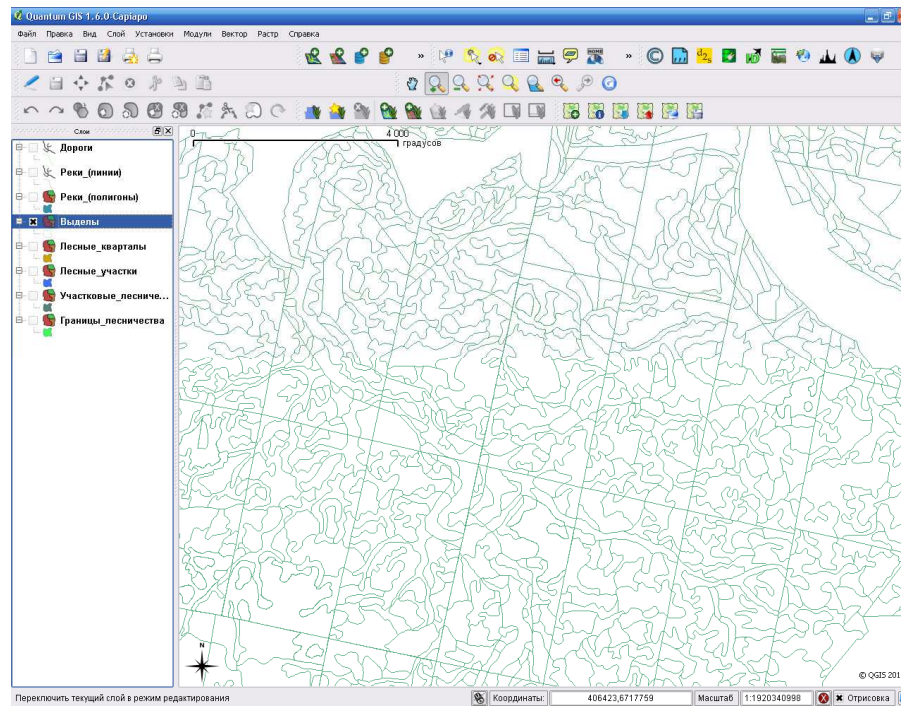 Quantum GIS 1.6.0-Capiapo
Файл Правка Вид Слой Установки Модули Вектор Растр Справка
Слои
Дороги
Реки_(линии)
Реки_(полигоны)
Выделы
Лесные_кварталы
Лесные_участки
Участковые_лесниче...
Границы_лесничества
0 4 000
градусов
N
© QGIS 201
Переключить текущий слой в режим редактирования
Координаты: 406423,6717759 Масштаб 1:1920340998 Отрисовка